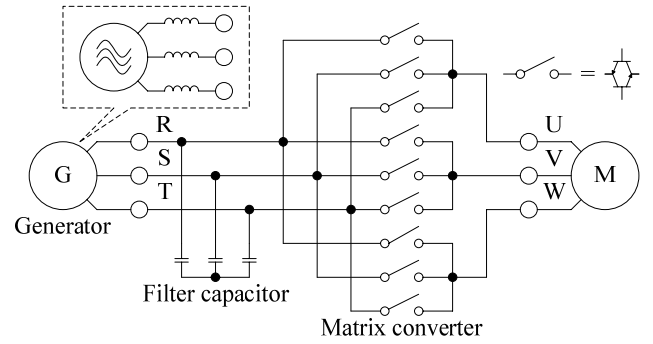 R
U
S
V
G
T
W
M
Generator
=
Filter capacitor
Matrix converter